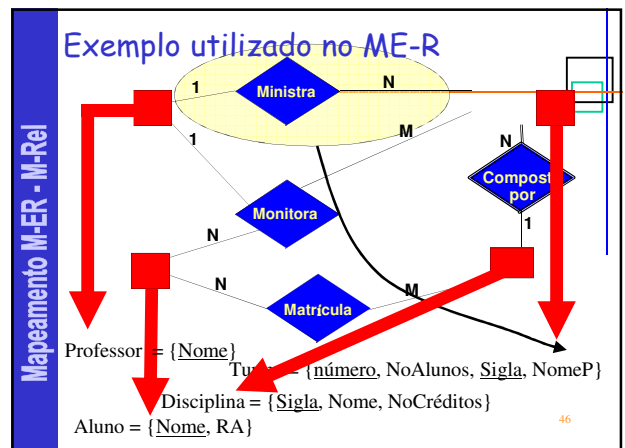 Exemplo utilizado no ME-R
Mapeamento M-ER - M-Rel
1
Ministra
N
1
M
N
Compost
por
1
Monitora
N
N
Matrícula
M
Professor = {Nome}
= {número, NoAlunos, Sigla, NomeP}
Disciplina = {Sigla, Nome, NoCréditos}
Aluno = {Nome, RA}
46